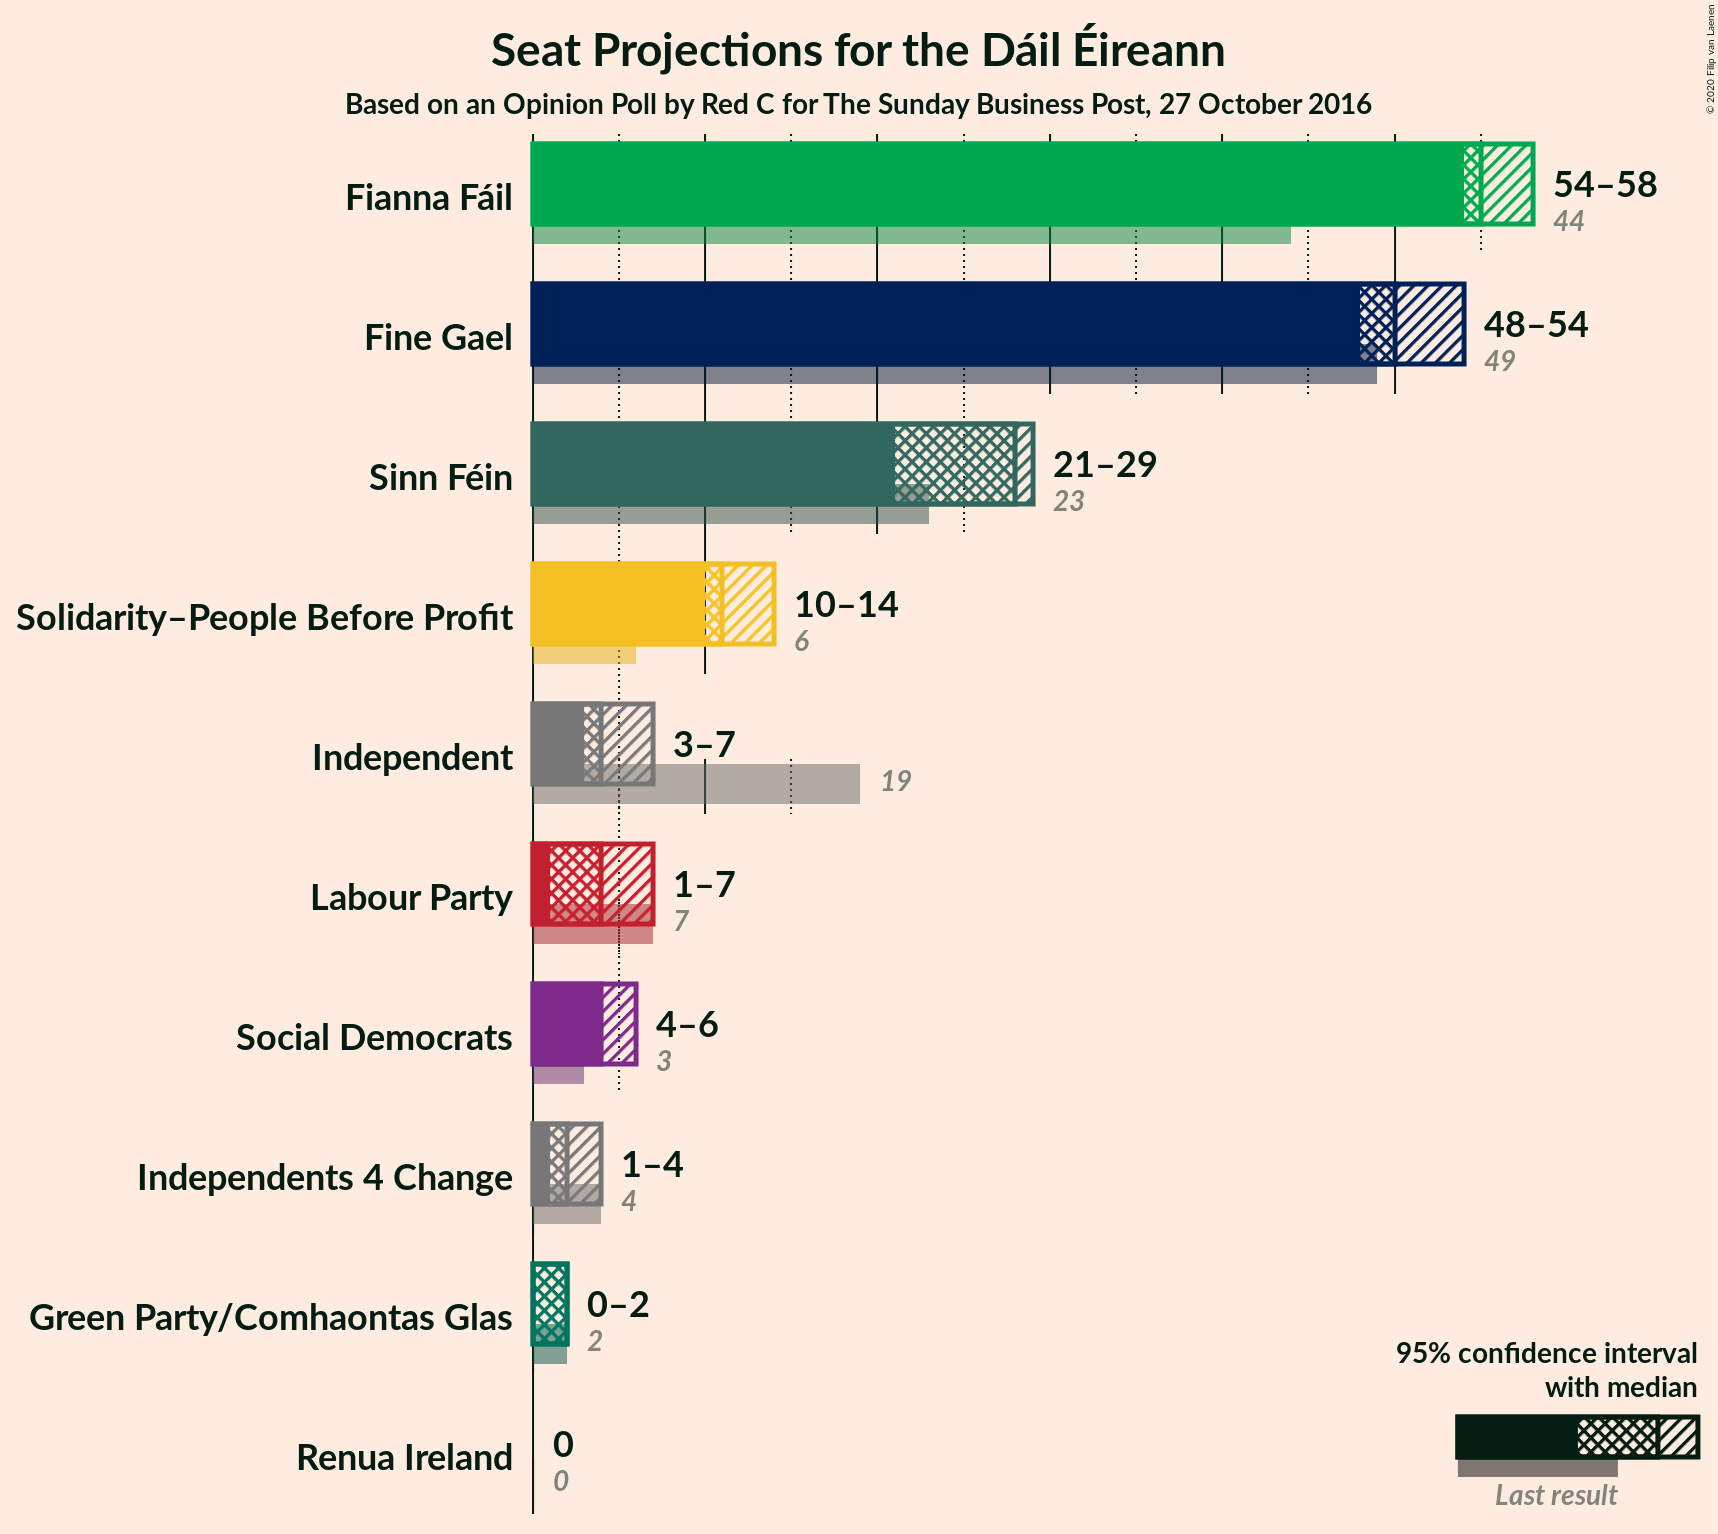 Seat Projections for the Dáil Éireann
Based on an Opinion Poll by Red C for The Sunday Business Post, 27 October 2016
© 2020 Filip van Laenen
Fianna Fáil
54–58
44
Fine Gael
48–54
49
Sinn Féin
21–29
23
Solidarity–People Before Profit
10–14
6
Independent
3–7
19
Labour Party
1–7
7
Social Democrats
4–6
3
Independents 4 Change
1–4
4
Green Party/Comhaontas Glas
0–2
2
Renua Ireland
0
0
95% confidence interval
with median
Last result